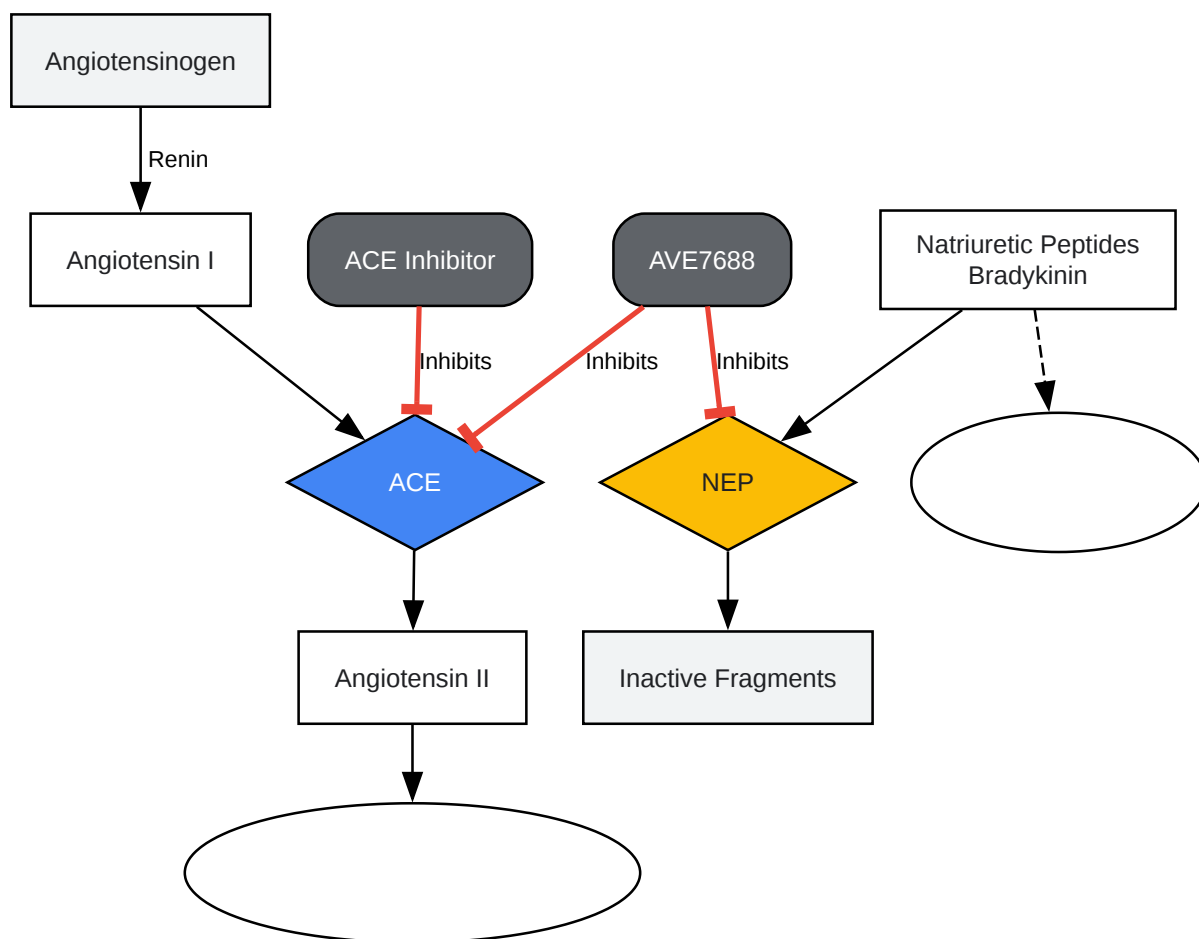 Angiotensinogen
Renin
Angiotensin I
ACE Inhibitor
AVE7688
Natriuretic Peptides
Bradykinin
Inhibits
Inhibits
Inhibits
ACE
NEP
Angiotensin II
Inactive Fragments